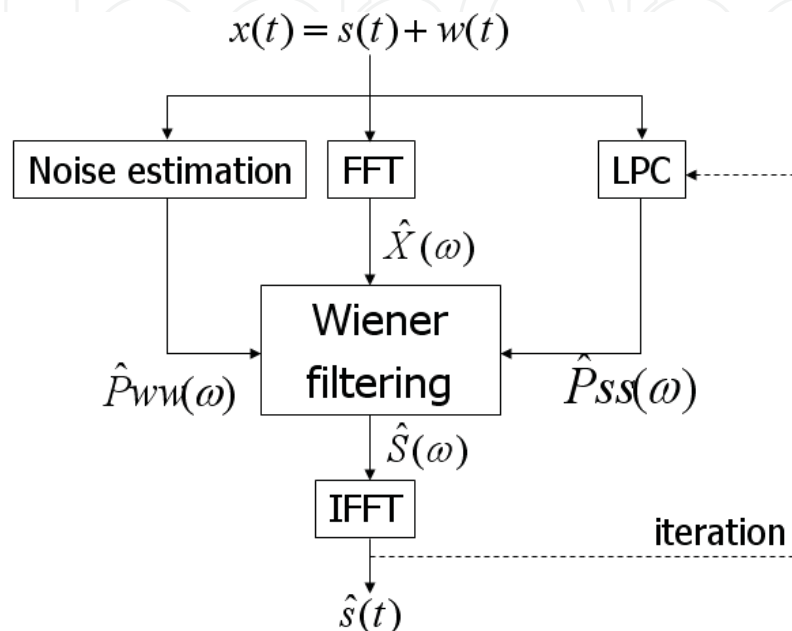 x(t) = s(t) + w(t)
Noise estimation
FFT
LPC
X̂(ω)
Wiener
filtering
P̂ww(ω)
P̂ss(ω)
Ŝ(ω)
IFFT
iteration
ŝ(t)